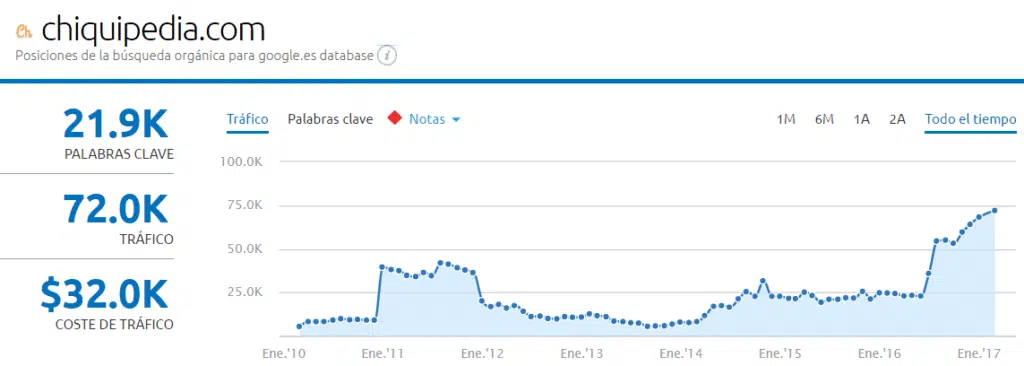 Ch chiquipedia.com
Posiciones de la búsqueda orgánica para google.es database i
21.9K
PALABRAS CLAVE
72.0K
TRÁFICO
$32.0K
COSTE DE TRÁFICO
Tráfico Palabras clave Notas 1M 6M 1A 2A Todo el tiempo
100.0K
75.0K
50.0K
25.0K
Ene.'10 Ene.'11 Ene.'12 Ene.'13 Ene.'14 Ene.'15 Ene.'16 Ene.'17